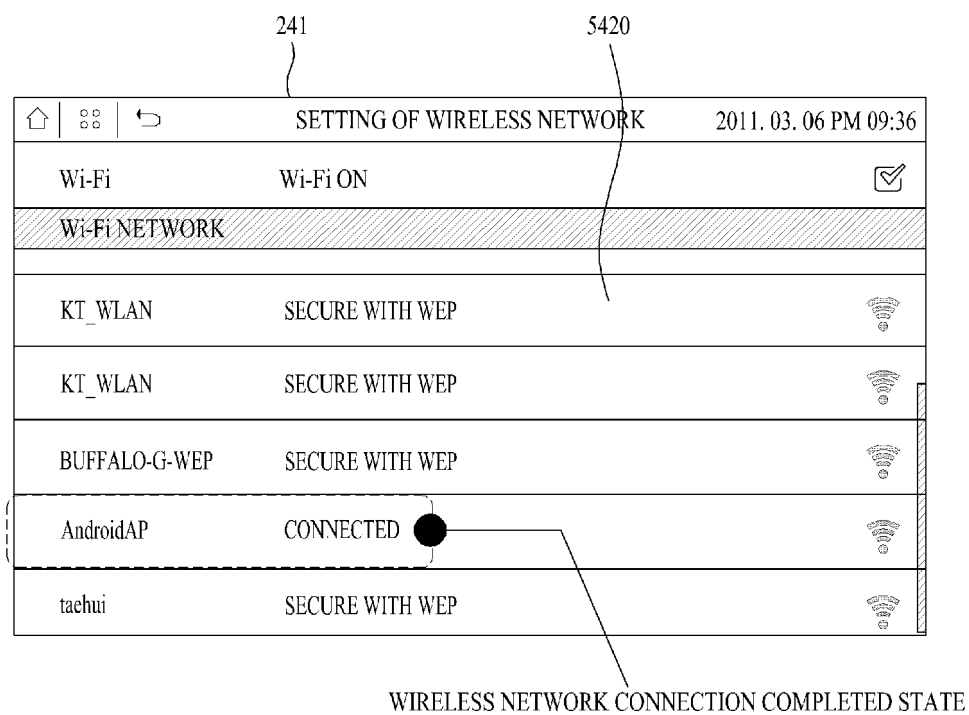 241 5420
SETTING OF WIRELESS NETWORK 2011. 03. 06 PM 09:36
Wi-Fi Wi-Fi ON
Wi-Fi NETWORK
KT_WLAN SECURE WITH WEP
KT_WLAN SECURE WITH WEP
BUFFALO-G-WEP SECURE WITH WEP
AndroidAP CONNECTED
taehui SECURE WITH WEP
WIRELESS NETWORK CONNECTION COMPLETED STATE